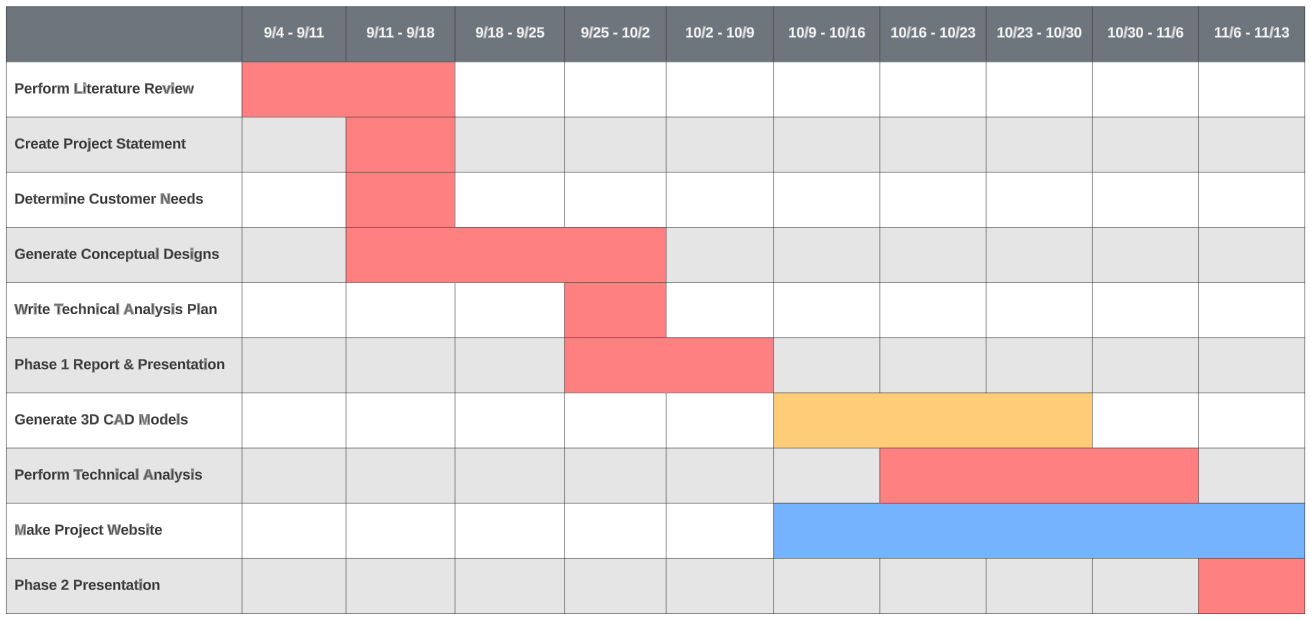 9/4 - 9/11 9/11 - 9/18 9/18 - 9/25 9/25 - 10/2 10/2 - 10/9 10/9 - 10/16 10/16 - 10/23 10/23 - 10/30 10/30 - 11/6 11/6 - 11/13
Perform Literature Review
Create Project Statement
Determine Customer Needs
Generate Conceptual Designs
Write Technical Analysis Plan
Phase 1 Report & Presentation
Generate 3D CAD Models
Perform Technical Analysis
Make Project Website
Phase 2 Presentation